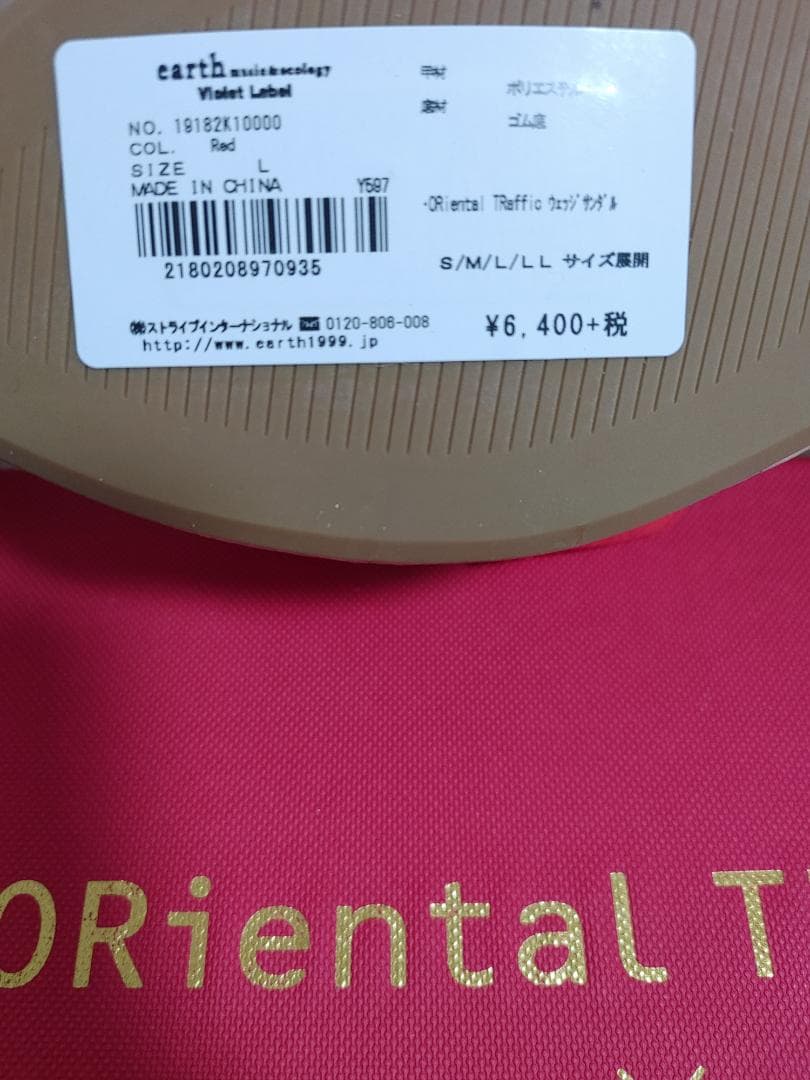 earth music&ecology
Violet Label
NO. 19182K10000
COL. Red
SIZE L
MADE IN CHINA Y597
2180208970935
甲材 ポリエステル
底材 ゴム底
・ORiental TRaffic ウェッジサンダル
S/M/L/LL サイズ展開
㈱ストライプインターナショナル 0120-806-008
http://www.earth1999.jp
¥6,400+税
ORiental T